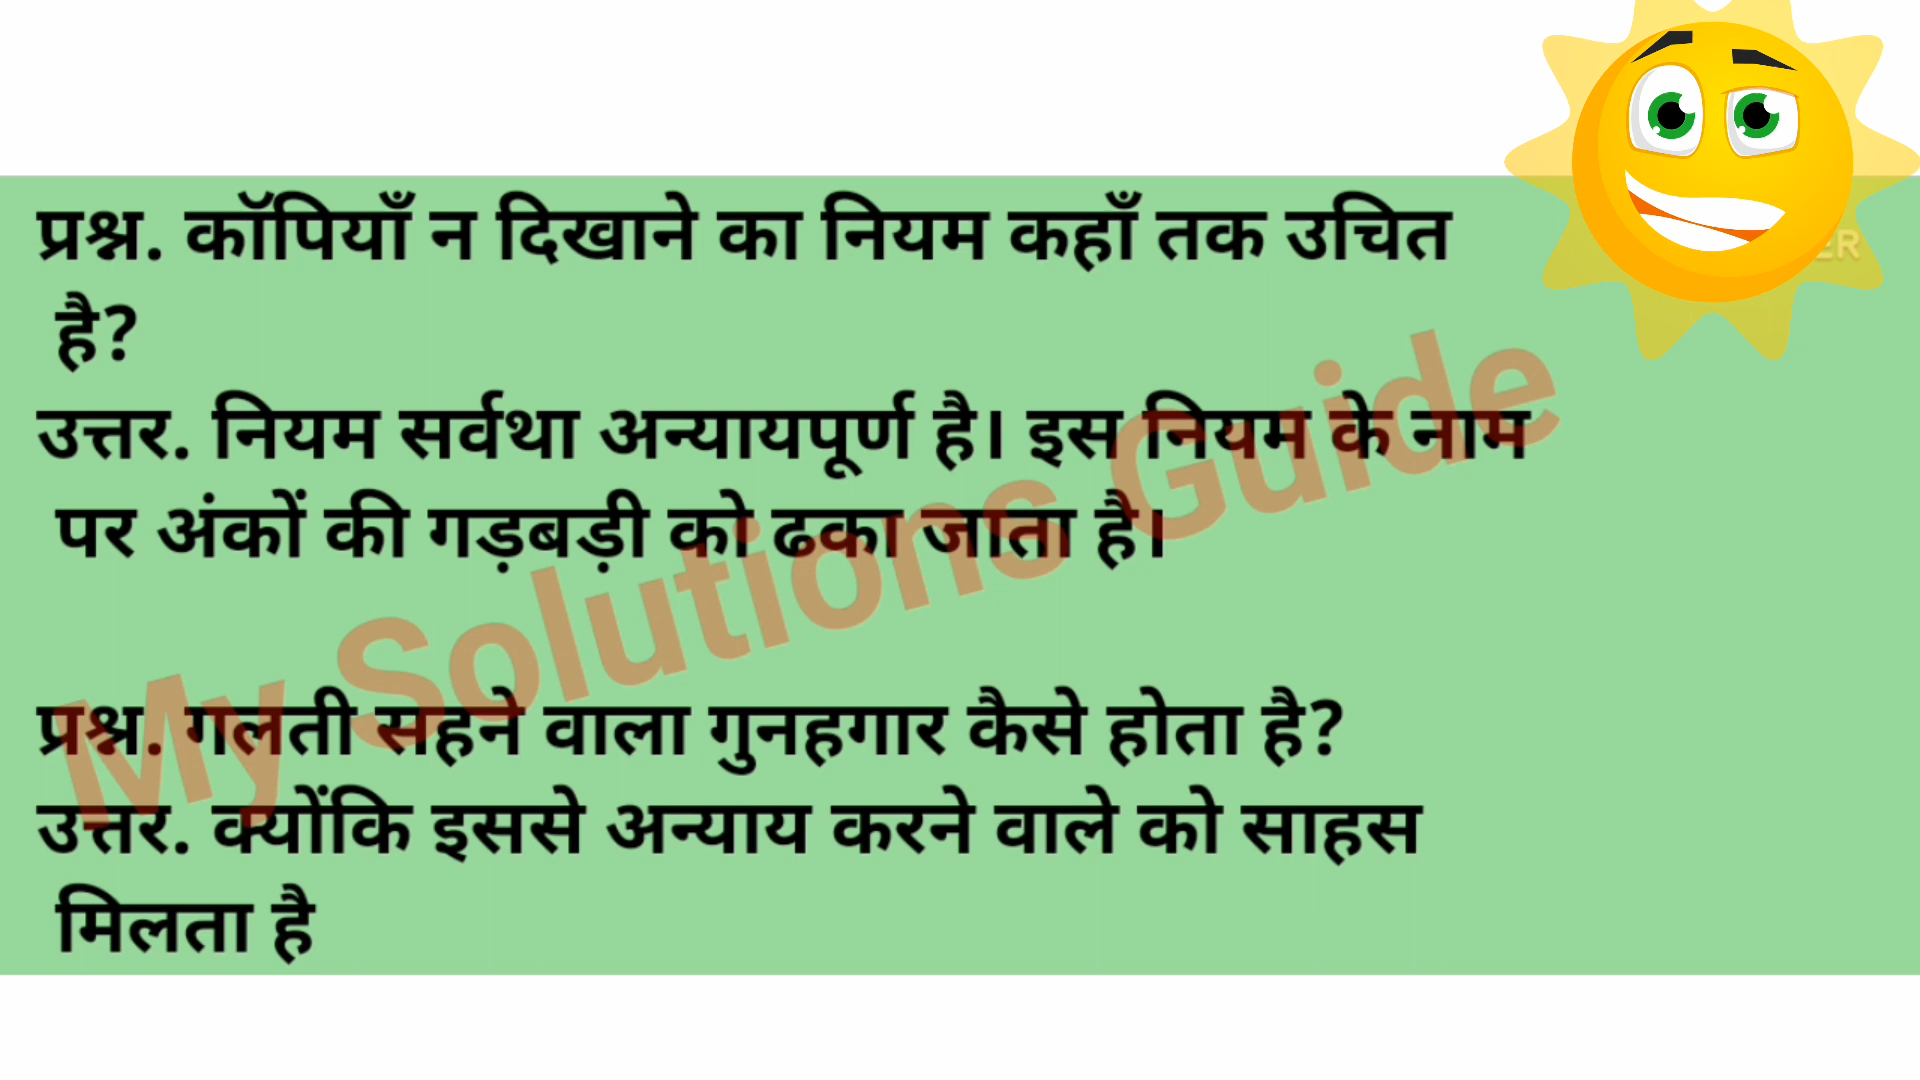 प्रश्न. कॉपियाँ न दिखाने का नियम कहाँ तक उचित
है?
उत्तर. नियम सर्वथा अन्यायपूर्ण है। इस नियम के नाम
पर अंकों की गड़बड़ी को ढका जाता है।
My Solutions Guide
प्रश्न. गलती सहने वाला गुनहगार कैसे होता है?
उत्तर. क्योंकि इससे अन्याय करने वाले को साहस
मिलता है